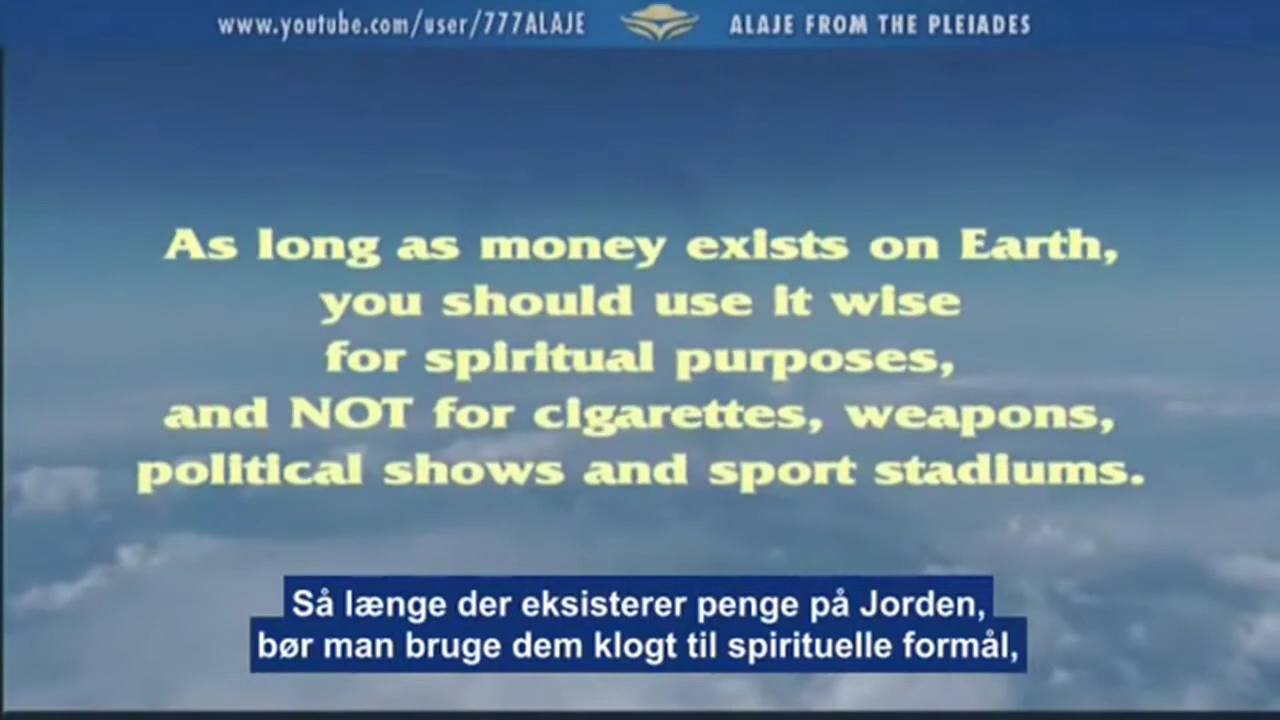 www.youtube.com/user/777ALAJE ALAJE FROM THE PLEIADES
As long as money exists on Earth,
you should use it wise
for spiritual purposes,
and NOT for cigarettes, weapons,
political shows and sport stadiums.
Så længe der eksisterer penge på Jorden,
bør man bruge dem klogt til spirituelle formål,